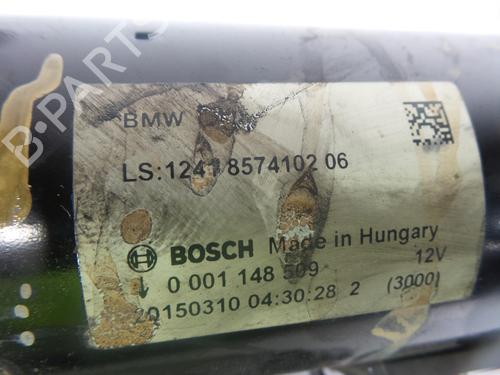 B-PARTS
BMW
LS:1241 8574102 06
BOSCH Made in Hungary
0 001 148 509 12V
20150310 04:30:28 2 (3000)